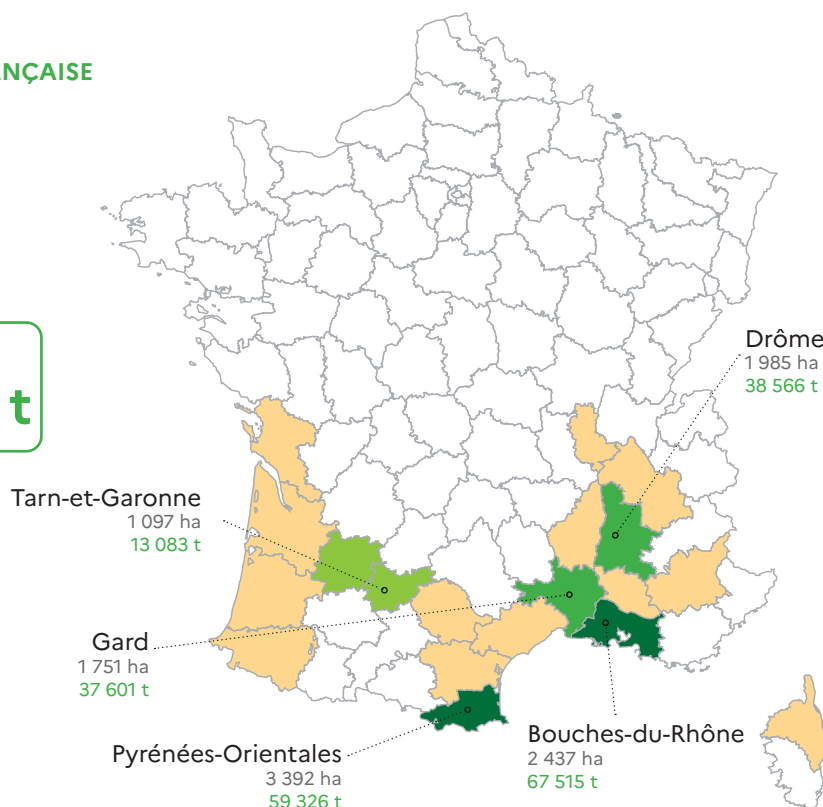 NÇAISE
t
Drôme
1 985 ha
38 566 t
Tarn-et-Garonne
1 097 ha
13 083 t
Gard
1 751 ha
37 601 t
Bouches-du-Rhône
2 437 ha
67 515 t
Pyrénées-Orientales
3 392 ha
59 326 t